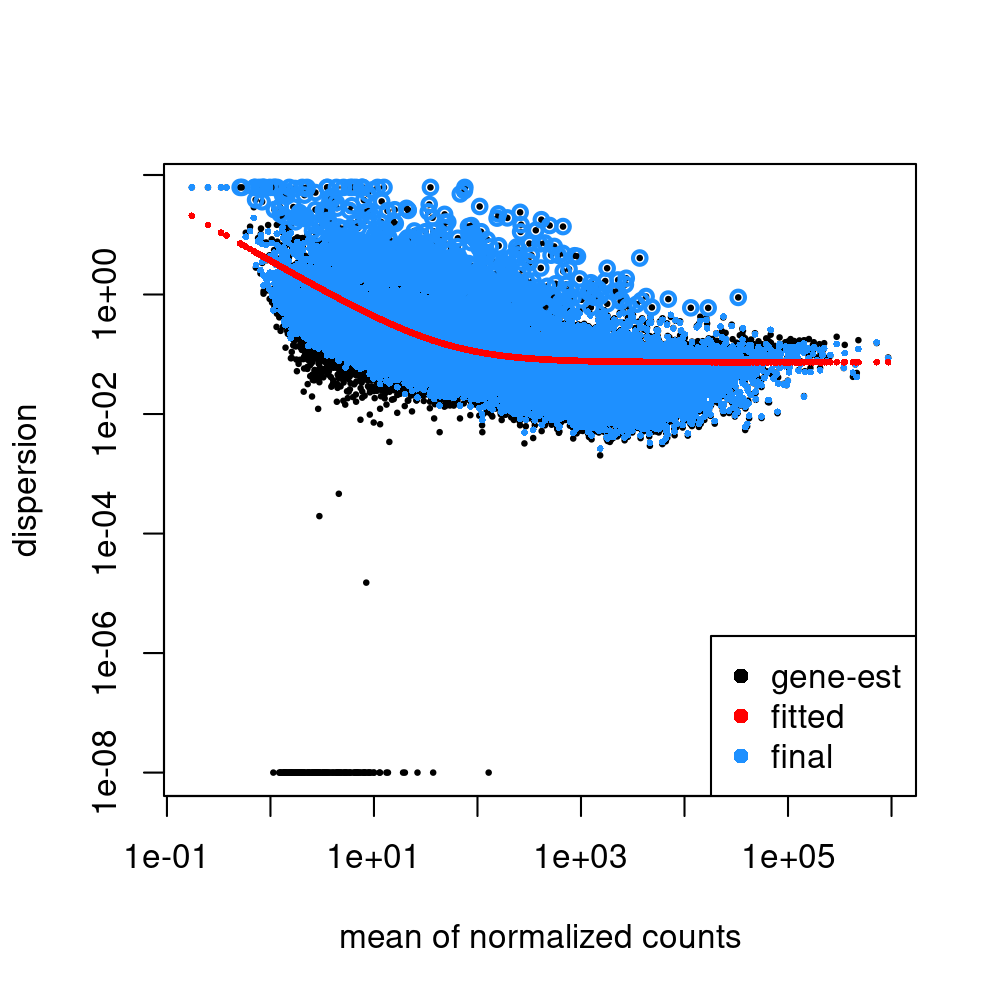 dispersion
1e+00
1e-02
1e-04
1e-06
1e-08
gene-est
fitted
final
1e-01
1e+01
1e+03
1e+05
mean of normalized counts